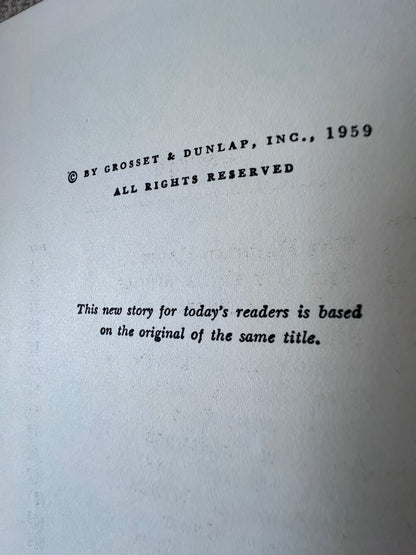 © BY GROSSET & DUNLAP, INC., 1959
ALL RIGHTS RESERVED
This new story for today's readers is based
on the original of the same title.